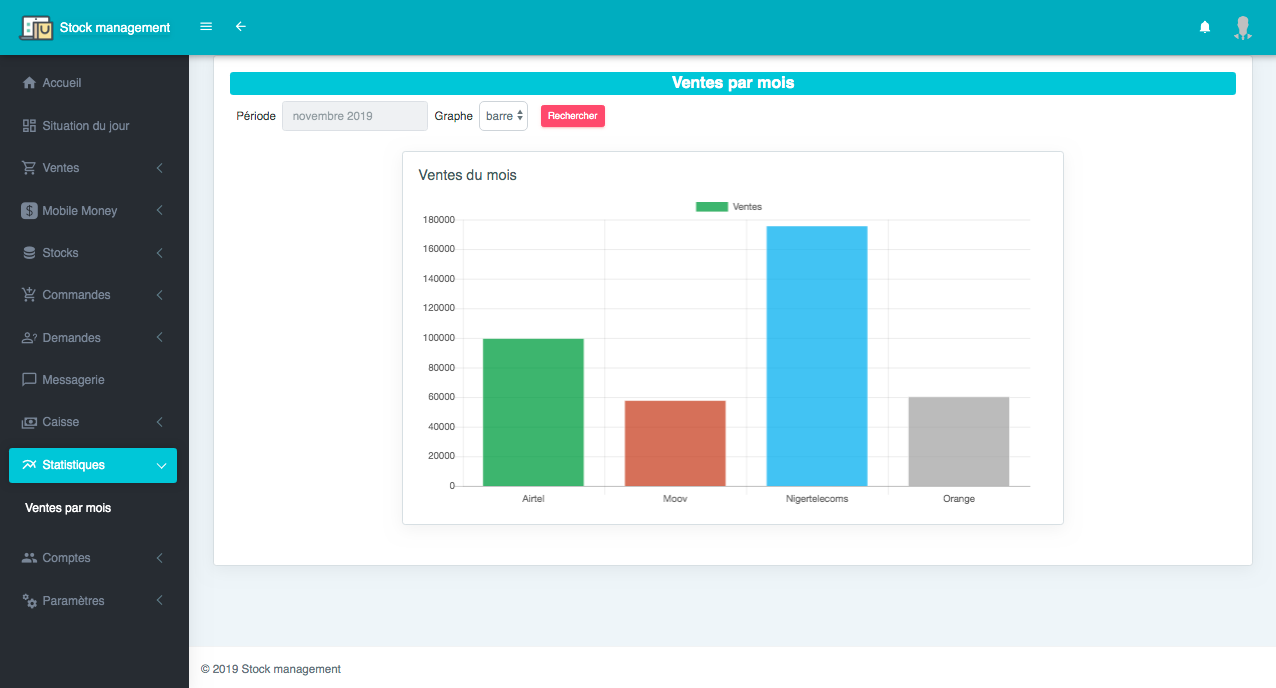 Stock management
Accueil
Situation du jour
Ventes
Mobile Money
Stocks
Commandes
Demandes
Messagerie
Caisse
Statistiques
Ventes par mois
Comptes
Paramètres
Ventes par mois
Période novembre 2019 Graphe barre Rechercher
Ventes du mois
Ventes
180000
160000
140000
120000
100000
80000
60000
40000
20000
0
Airtel Moov Nigertelecoms Orange
© 2019 Stock management